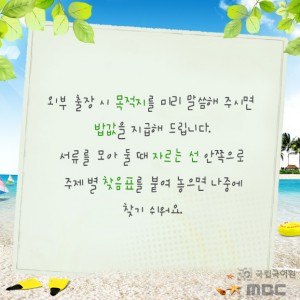 외부 출장 시 목적지를 미리 말씀해 주시면
밥값을 지급해 드립니다.
서류를 모아 둘 때 자르는 선 안쪽으로
주제별 찾음표를 붙여 놓으면 나중에
찾기 쉬워요.
국립국어원
MBC